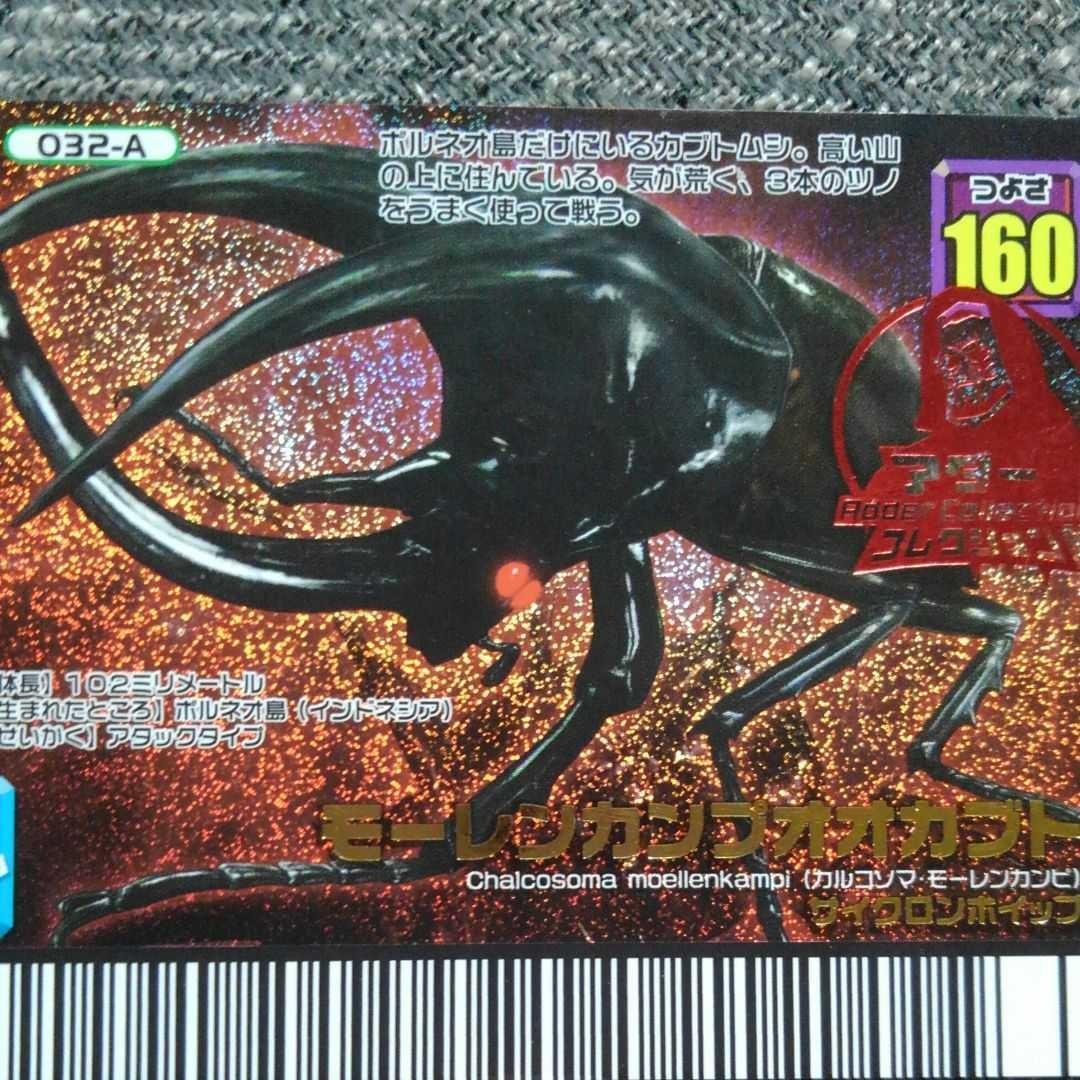 032-A
ボルネオ島だけにいるカブトムシ。高い山
の上に住んでいる。気が荒く、3本のツノ
をうまく使って戦う。
つよさ
160
アダー
Adder Collection
コレクション
体長】102ミリメートル
生まれたところ】ボルネオ島（インドネシア）
せいかく】アタックタイプ
モーレンカンプオオカブト
Chalcosoma moellenkampi (カルコソマ・モーレンカンピ)
サイクロンホイップ